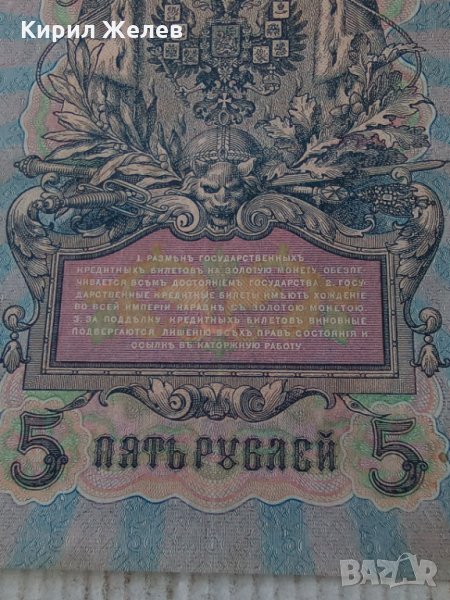 Кирил Желев
1. РАЗМѢНЪ ГОСУДАРСТВЕННЫХЪ
КРЕДИТНЫХЪ БИЛЕТОВЪ НА ЗОЛОТУЮ МОНЕТУ ОБЕЗПЕ-
ЧИВАЕТСЯ ВСѢМЪ ДОСТОЯНІЕМЪ ГОСУДАРСТВА 2. ГОСУ-
ДАРСТВЕННЫЕ КРЕДИТНЫЕ БИЛЕТЫ ИМѢЮТЪ ХОЖДЕНІЕ
ВО ВСЕЙ ИМПЕРІИ НАРАВНѢ СЪ ЗОЛОТОЮ МОНЕТОЮ.
3. ЗА ПОДДѢЛКУ КРЕДИТНЫХЪ БИЛЕТОВЪ ВИНОВНЫЕ
ПОДВЕРГАЮТСЯ ЛИШЕНІЮ ВСѢХЪ ПРАВЪ СОСТОЯНІЯ И
ССЫЛКѢ ВЪ КАТОРЖНУЮ РАБОТУ.
5 ПЯТЬ РУБЛЕЙ 5
BAZAR